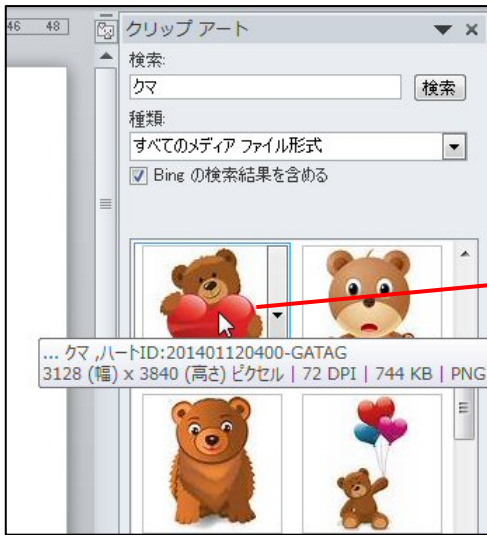 46 48
クリップ アート
検索:
クマ
検索
種類:
すべてのメディア ファイル形式
Bing の検索結果を含める
... クマ ,ハートID:201401120400-GATAG
3128 (幅) x 3840 (高さ) ピクセル | 72 DPI | 744 KB | PNG